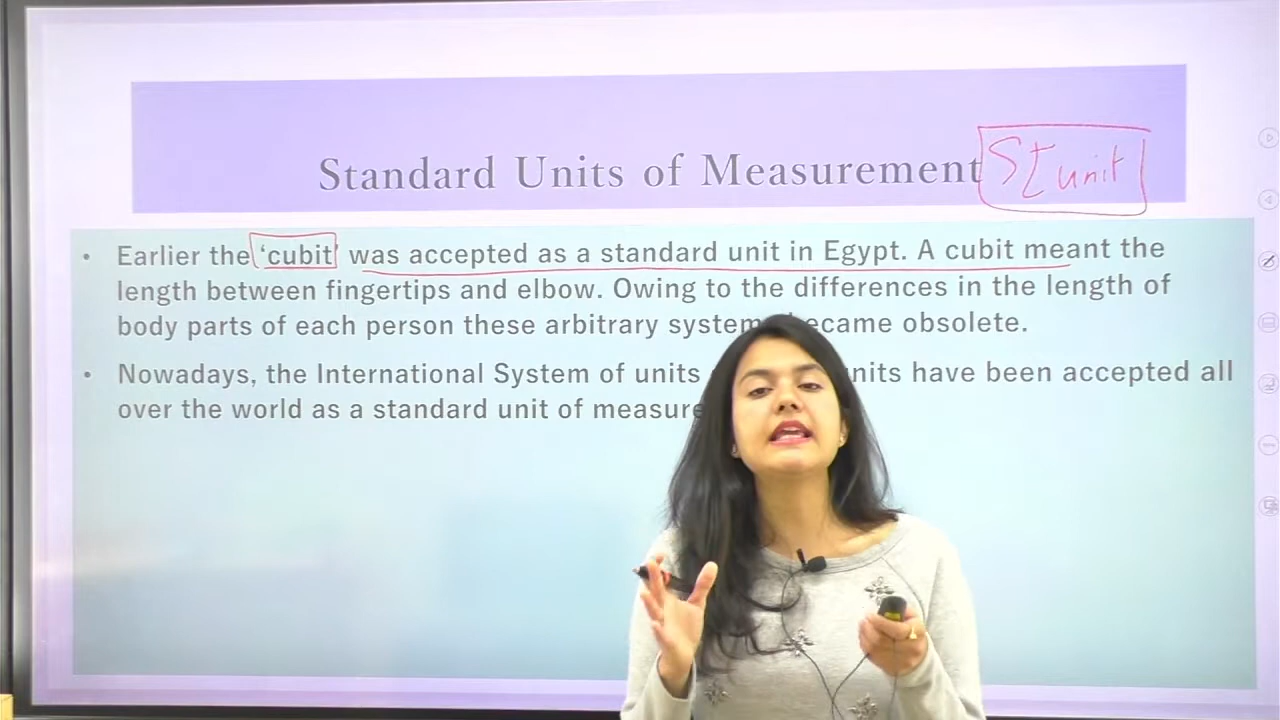 Standard Units of Measurement SI unit
• Earlier the ‘cubit’ was accepted as a standard unit in Egypt. A cubit meant the
length between fingertips and elbow. Owing to the differences in the length of
body parts of each person these arbitrary system became obsolete.
• Nowadays, the International System of units units have been accepted all
over the world as a standard unit of